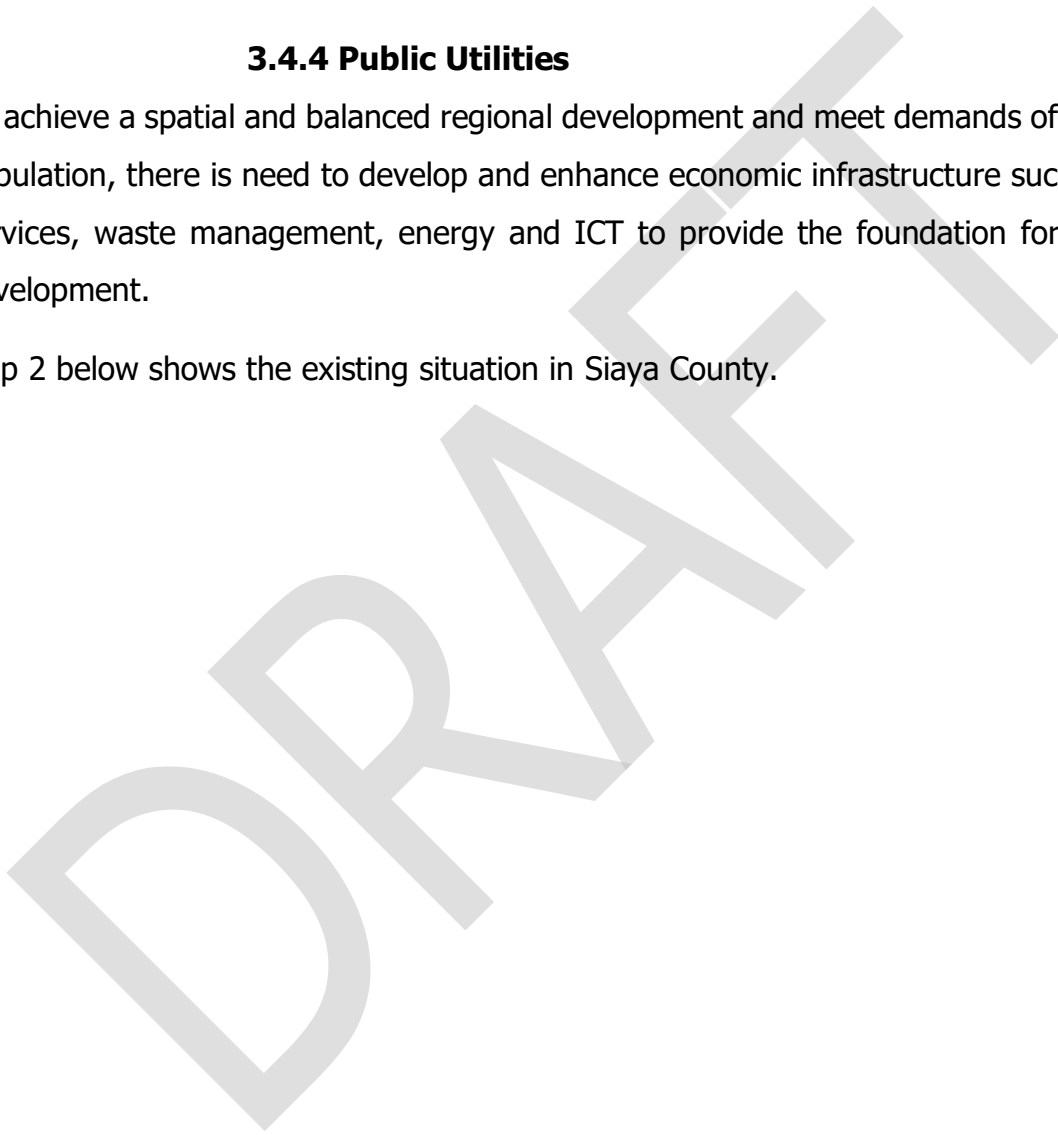 3.4.4 Public Utilities
achieve a spatial and balanced regional development and meet demands of
bulation, there is need to develop and enhance economic infrastructure suc
rvices, waste management, energy and ICT to provide the foundation for
velopment.
p 2 below shows the existing situation in Siaya County.
DRAFT